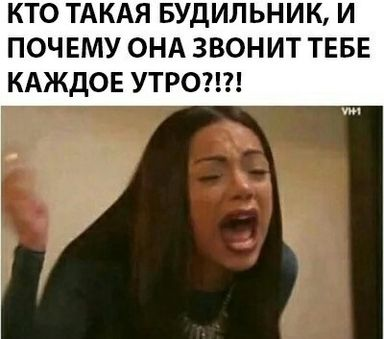 КТО ТАКАЯ БУДИЛЬНИК, И
ПОЧЕМУ ОНА ЗВОНИТ ТЕБЕ
КАЖДОЕ УТРО?!?!
VH1